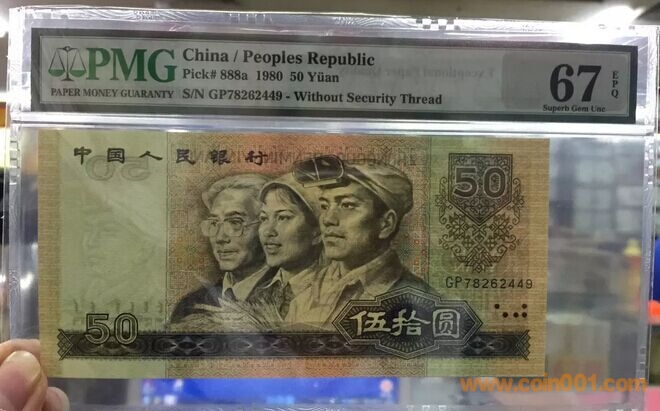 PMG
PAPER MONEY GUARANTY
China / Peoples Republic
Pick# 888a 1980 50 Yüan
S/N GP78262449 - Without Security Thread
67 EPQ
Superb Gem Unc
中国人民银行
50
GP78262449
50
伍拾圆
www.coin001.com